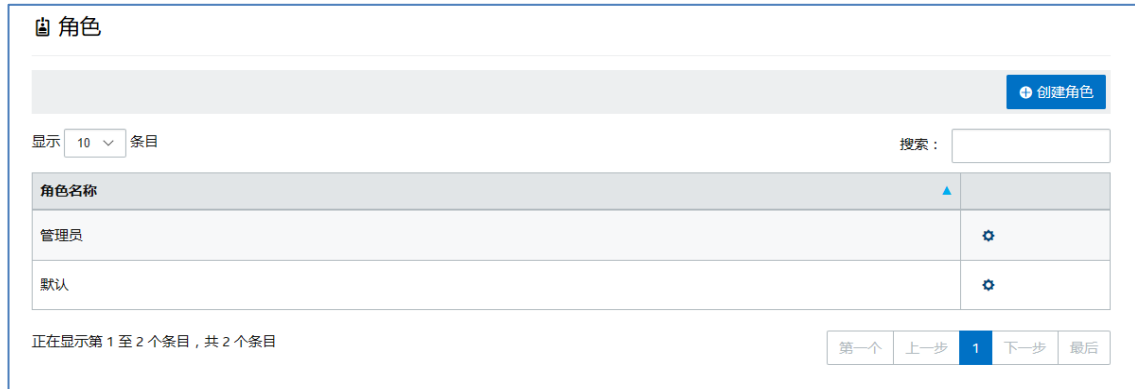 角色
创建角色
显示 10 条目
搜索：
角色名称
管理员
默认
正在显示第 1 至 2 个条目，共 2 个条目
第一个 上一步 1 下一步 最后